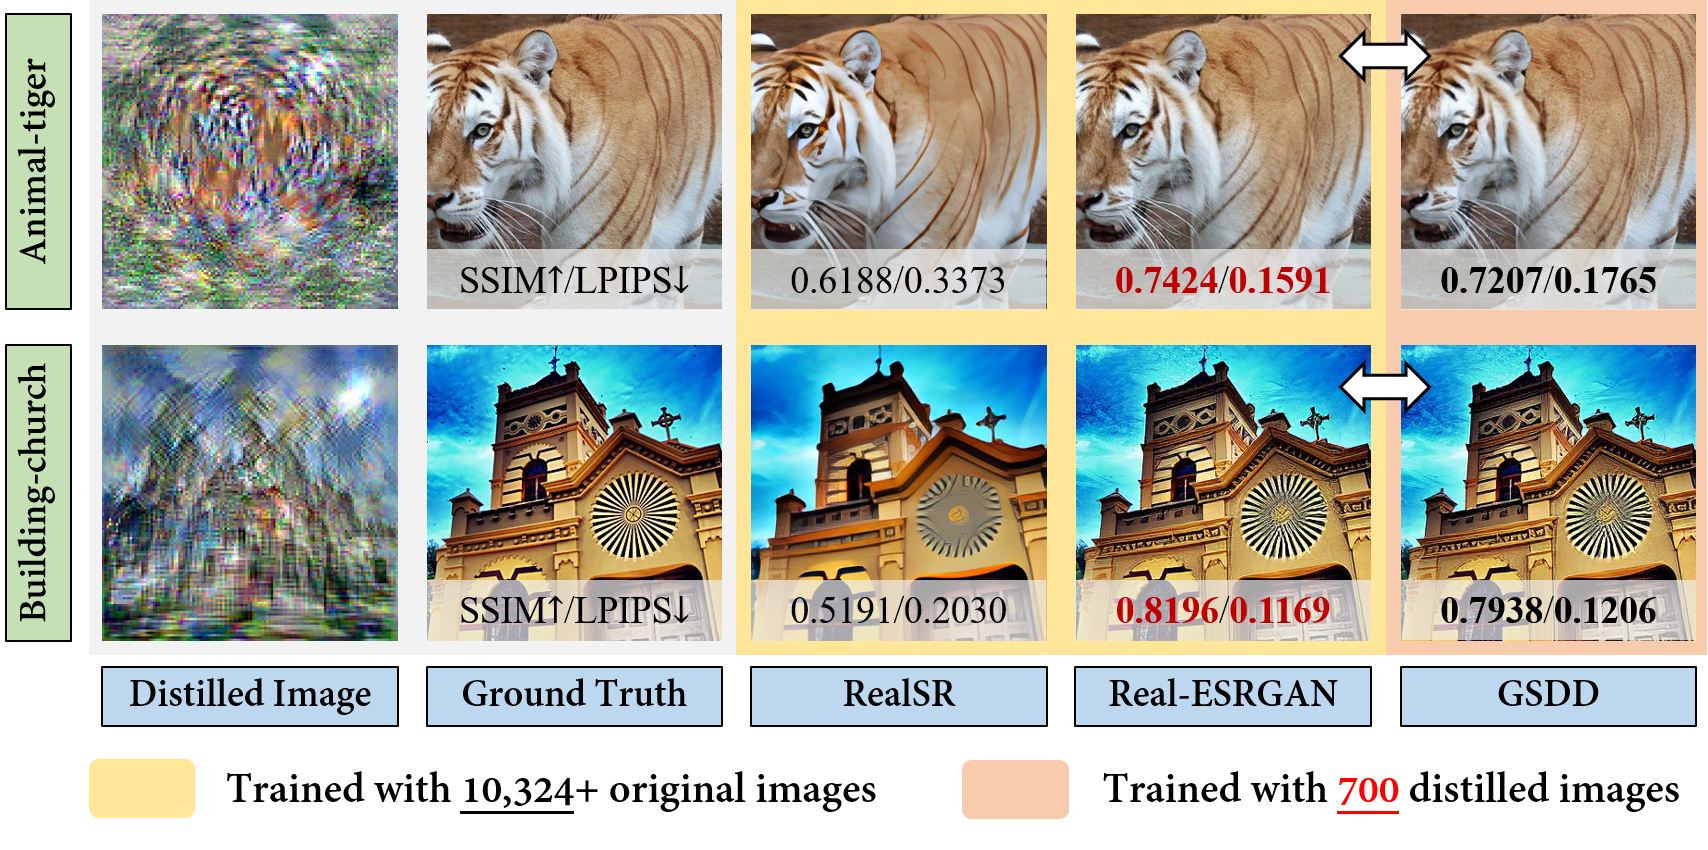 Animal-tiger
SSIM↑/LPIPS↓
0.6188/0.3373
0.7424/0.1591
0.7207/0.1765
Building-church
SSIM↑/LPIPS↓
0.5191/0.2030
0.8196/0.1169
0.7938/0.1206
Distilled Image
Ground Truth
RealSR
Real-ESRGAN
GSDD
Trained with 10,324+ original images
Trained with 700 distilled images